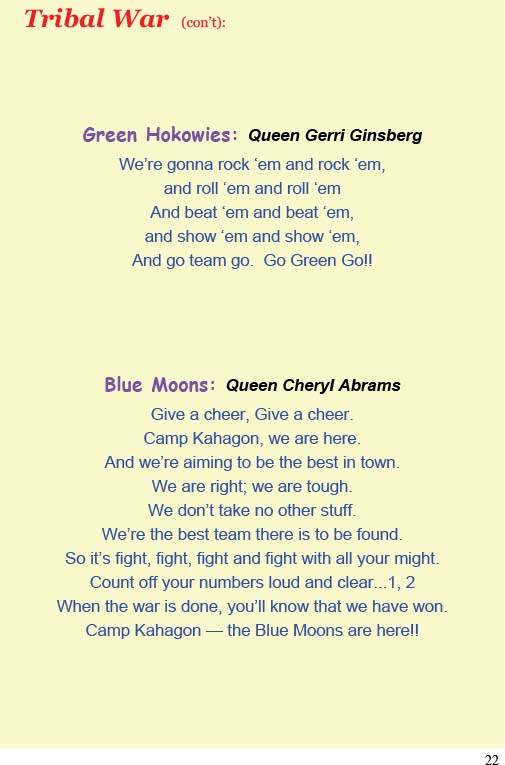 Tribal War (con't):
Green Hokowies: Queen Gerri Ginsberg
We're gonna rock ‘em and rock ‘em,
and roll ‘em and roll ‘em
And beat ‘em and beat ‘em,
and show ‘em and show ‘em,
And go team go.  Go Green Go!!
Blue Moons: Queen Cheryl Abrams
Give a cheer, Give a cheer.
Camp Kahagon, we are here.
And we’re aiming to be the best in town.
We are right; we are tough.
We don’t take no other stuff.
We’re the best team there is to be found.
So it’s fight, fight, fight and fight with all your might.
Count off your numbers loud and clear...1, 2
When the war is done, you’ll know that we have won.
Camp Kahagon — the Blue Moons are here!!
22